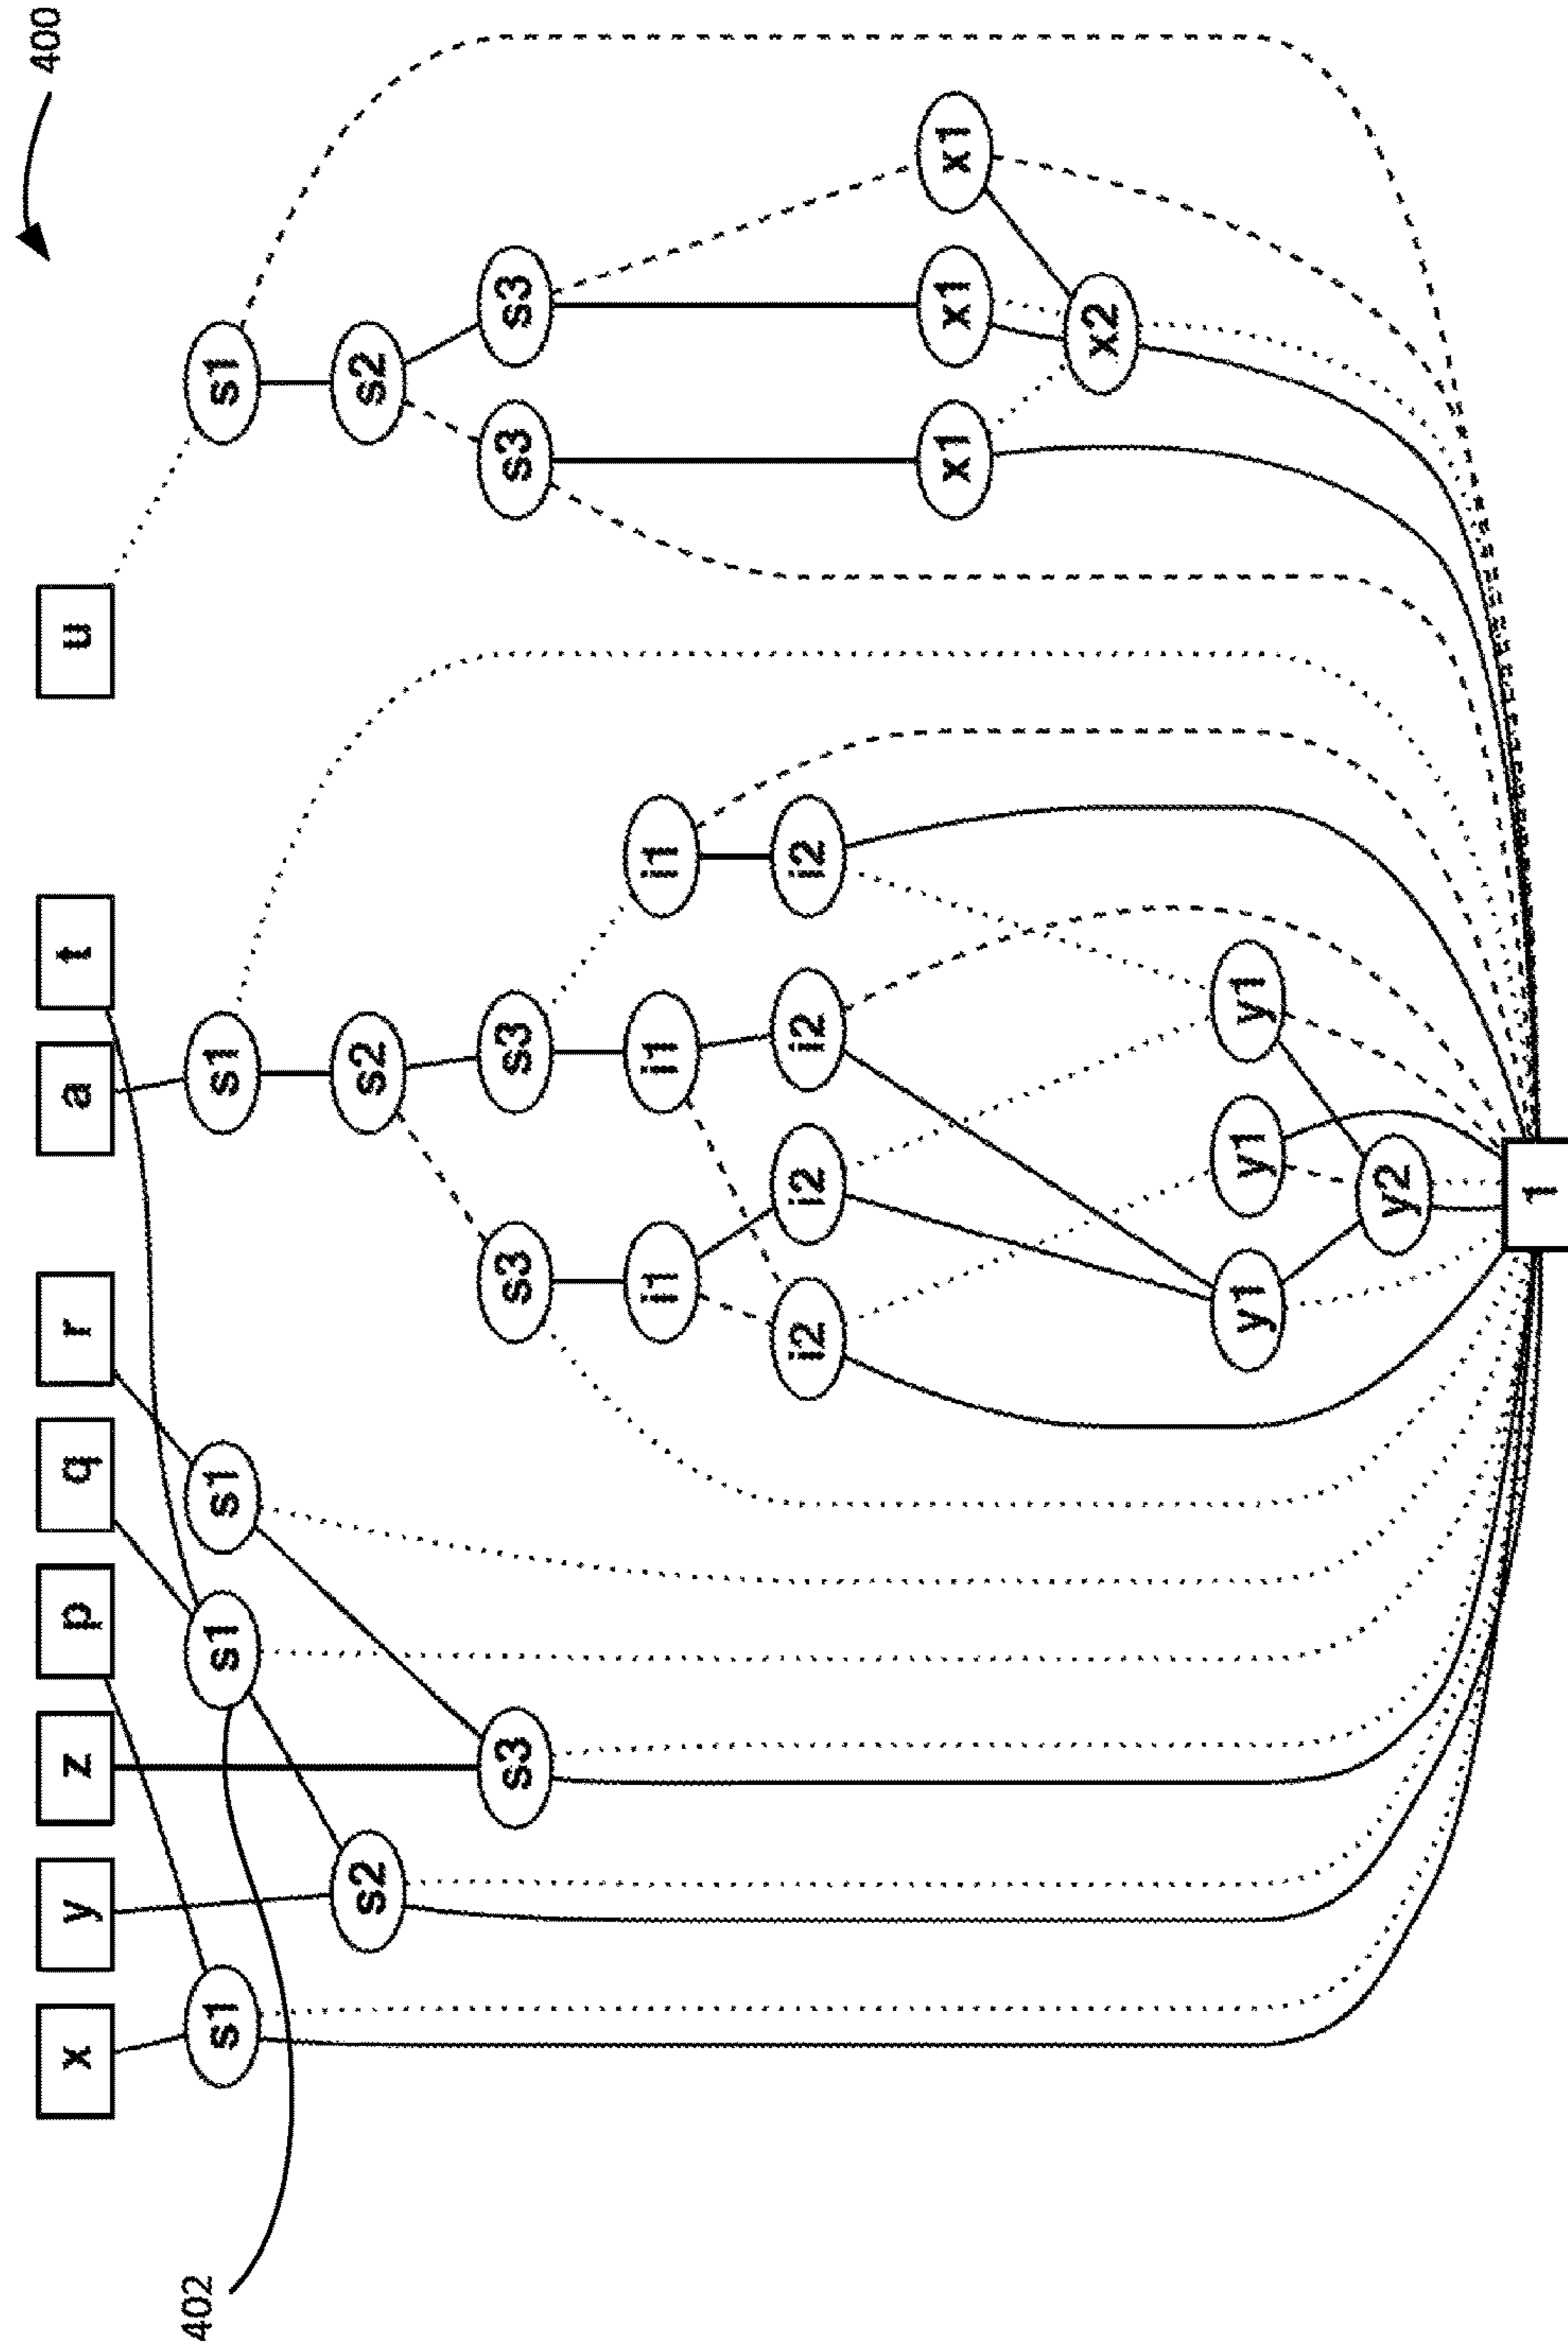 400
x y z p q r a t u
402
s1 s1 s1 s1 s1
s2 s2 s2
s3 s3 s3 s3 s3
i1 i1 i1
i2 i2 i2 i2
x1 x1 x1
x2
y1 y1 y1
y2
1